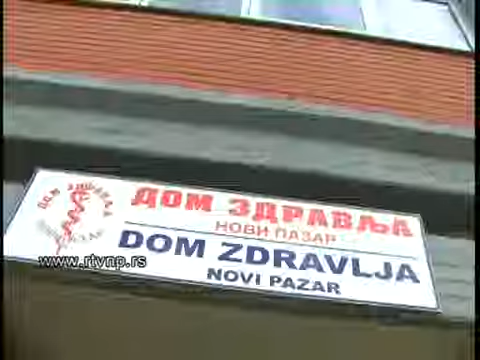 ДОМ ЗДРАВЉА
НОВИ ПАЗАР
DOM ZDRAVLJA
NOVI PAZAR
www.rtvnp.rs